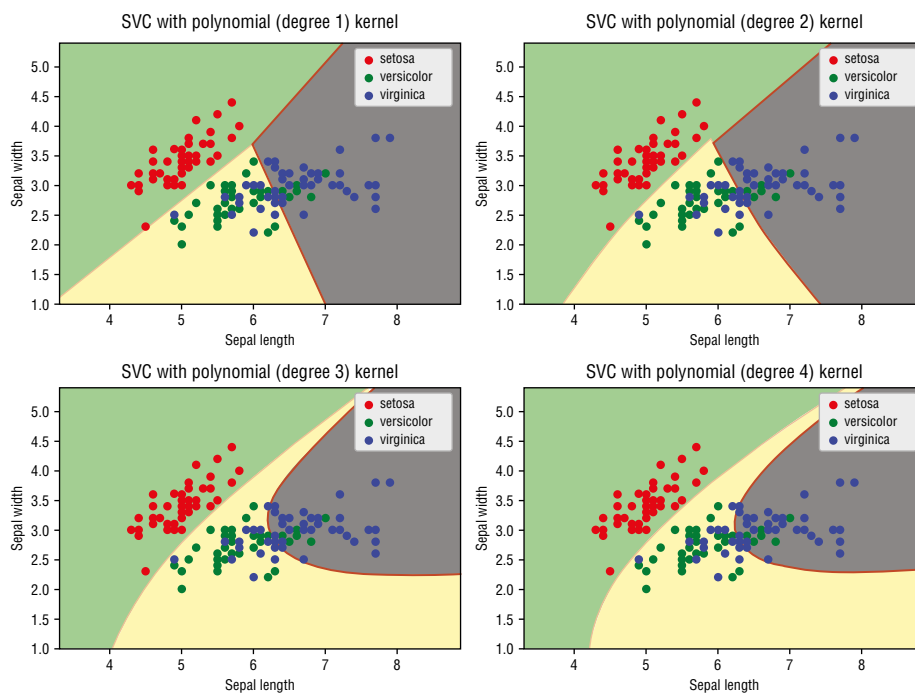 SVC with polynomial (degree 1) kernel
5.0
4.5
4.0
3.5
3.0
2.5
2.0
1.5
1.0
Sepal width
setosa
versicolor
virginica
4 5 6 7 8
Sepal length
SVC with polynomial (degree 2) kernel
5.0
4.5
4.0
3.5
3.0
2.5
2.0
1.5
1.0
Sepal width
setosa
versicolor
virginica
4 5 6 7 8
Sepal length
SVC with polynomial (degree 3) kernel
5.0
4.5
4.0
3.5
3.0
2.5
2.0
1.5
1.0
Sepal width
setosa
versicolor
virginica
4 5 6 7 8
Sepal length
SVC with polynomial (degree 4) kernel
5.0
4.5
4.0
3.5
3.0
2.5
2.0
1.5
1.0
Sepal width
setosa
versicolor
virginica
4 5 6 7 8
Sepal length